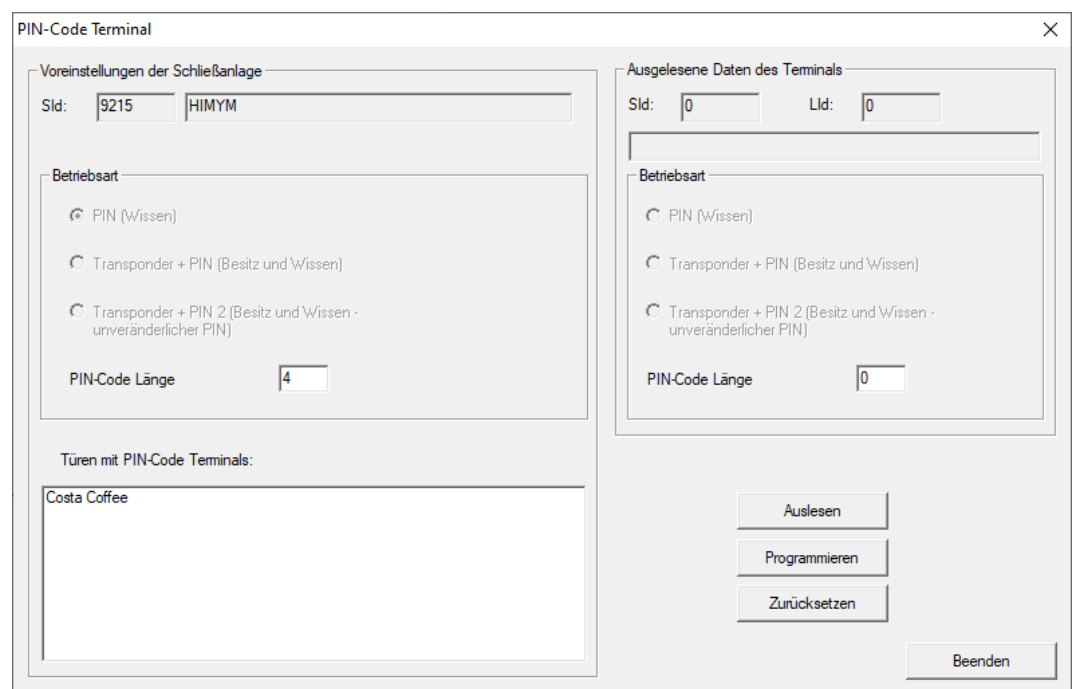 PIN-Code Terminal
Voreinstellungen der Schließanlage
SId: 9215 HIMYM
Betriebsart
PIN (Wissen)
Transponder + PIN (Besitz und Wissen)
Transponder + PIN 2 (Besitz und Wissen -
unveränderlicher PIN)
PIN-Code Länge 4
Türen mit PIN-Code Terminals:
Costa Coffee
Ausgelesene Daten des Terminals
SId: 0 LId: 0
Betriebsart
PIN (Wissen)
Transponder + PIN (Besitz und Wissen)
Transponder + PIN 2 (Besitz und Wissen -
unveränderlicher PIN)
PIN-Code Länge 0
Auslesen
Programmieren
Zurücksetzen
Beenden